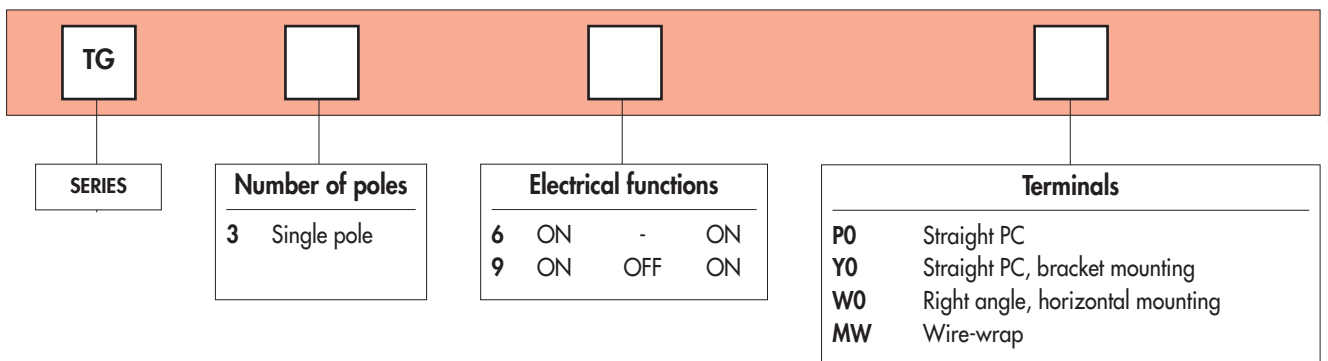 TG
SERIES
Number of poles
3 Single pole
Electrical functions
6 ON - ON
9 ON OFF ON
Terminals
P0 Straight PC
Y0 Straight PC, bracket mounting
W0 Right angle, horizontal mounting
MW Wire-wrap